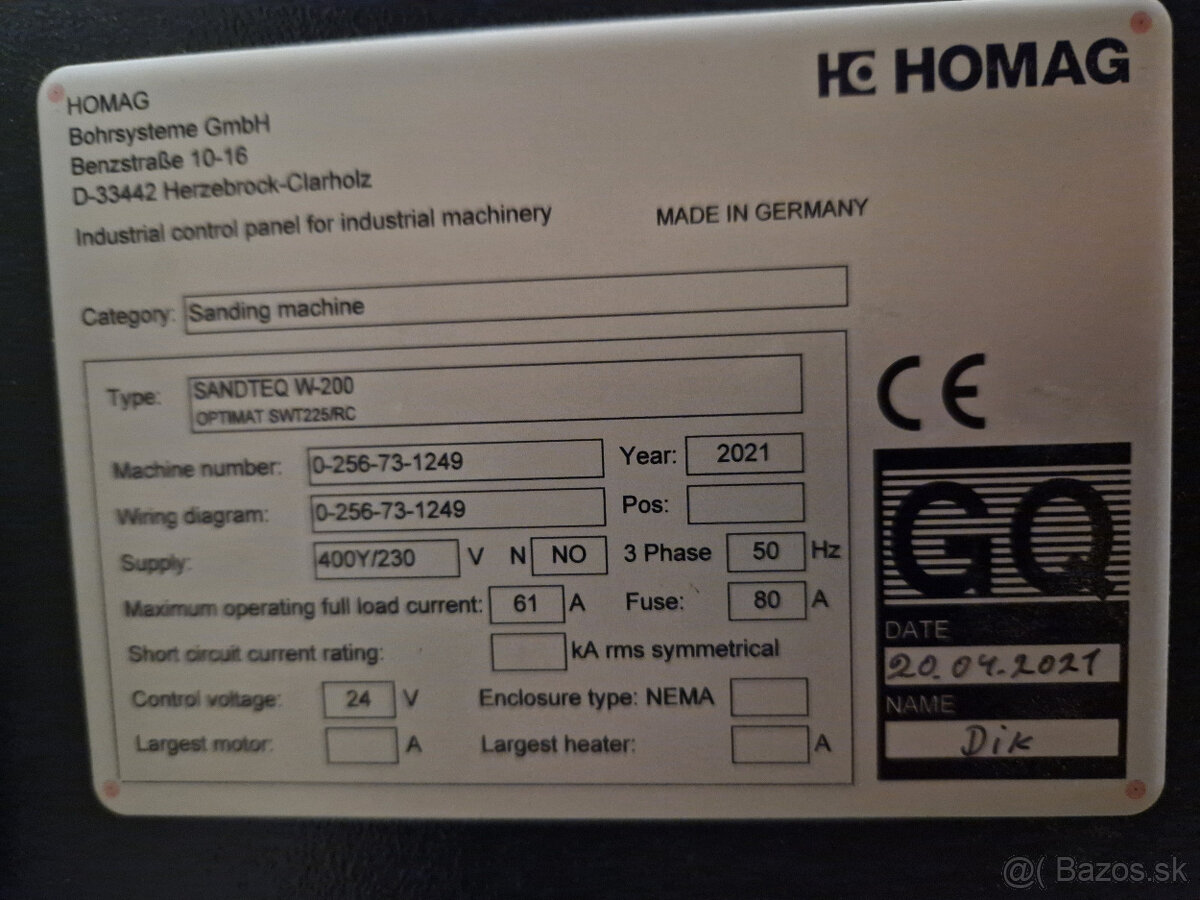 HOMAG
Bohrsysteme GmbH
Benzstraße 10-16
D-33442 Herzebrock-Clarholz
HOMAG
Industrial control panel for industrial machinery MADE IN GERMANY
Category: Sanding machine
Type: SANDTEQ W-200
OPTIMAT SWT225/RC
Machine number: 0-256-73-1249 Year: 2021
Wiring diagram: 0-256-73-1249 Pos:
Supply: 400Y/230 V N NO 3 Phase 50 Hz
Maximum operating full load current: 61 A Fuse: 80 A
Short circuit current rating: kA rms symmetrical
Control voltage: 24 V Enclosure type: NEMA
Largest motor: A Largest heater: A
CE
GQ
DATE
20.04.2021
NAME
Dik
@( Bazos.sk